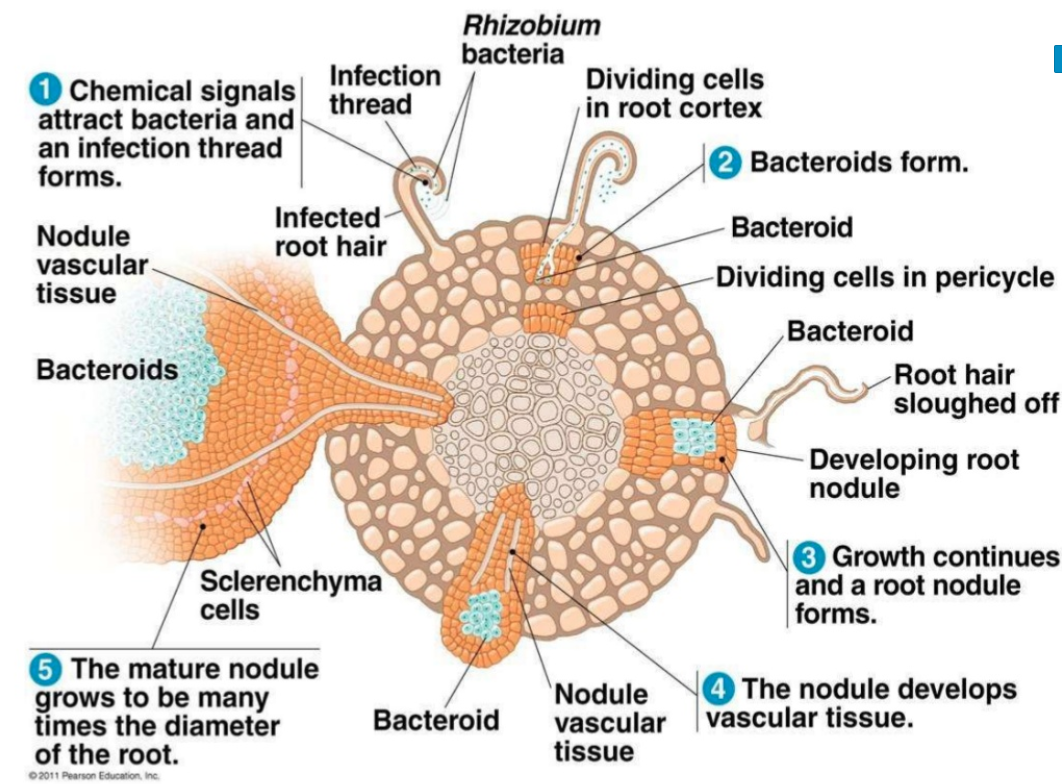 Rhizobium
bacteria
Infection
thread
Dividing cells
in root cortex
1 Chemical signals
attract bacteria and
an infection thread
forms.
2 Bacteroids form.
Infected
root hair
Nodule
vascular
tissue
Bacteroid
Dividing cells in pericycle
Bacteroid
Bacteroids
Root hair
sloughed off
Developing root
nodule
3 Growth continues
and a root nodule
forms.
Sclerenchyma
cells
5 The mature nodule
grows to be many
times the diameter
of the root.
Bacteroid
Nodule
vascular
tissue
4 The nodule develops
vascular tissue.
© 2011 Pearson Education, Inc.